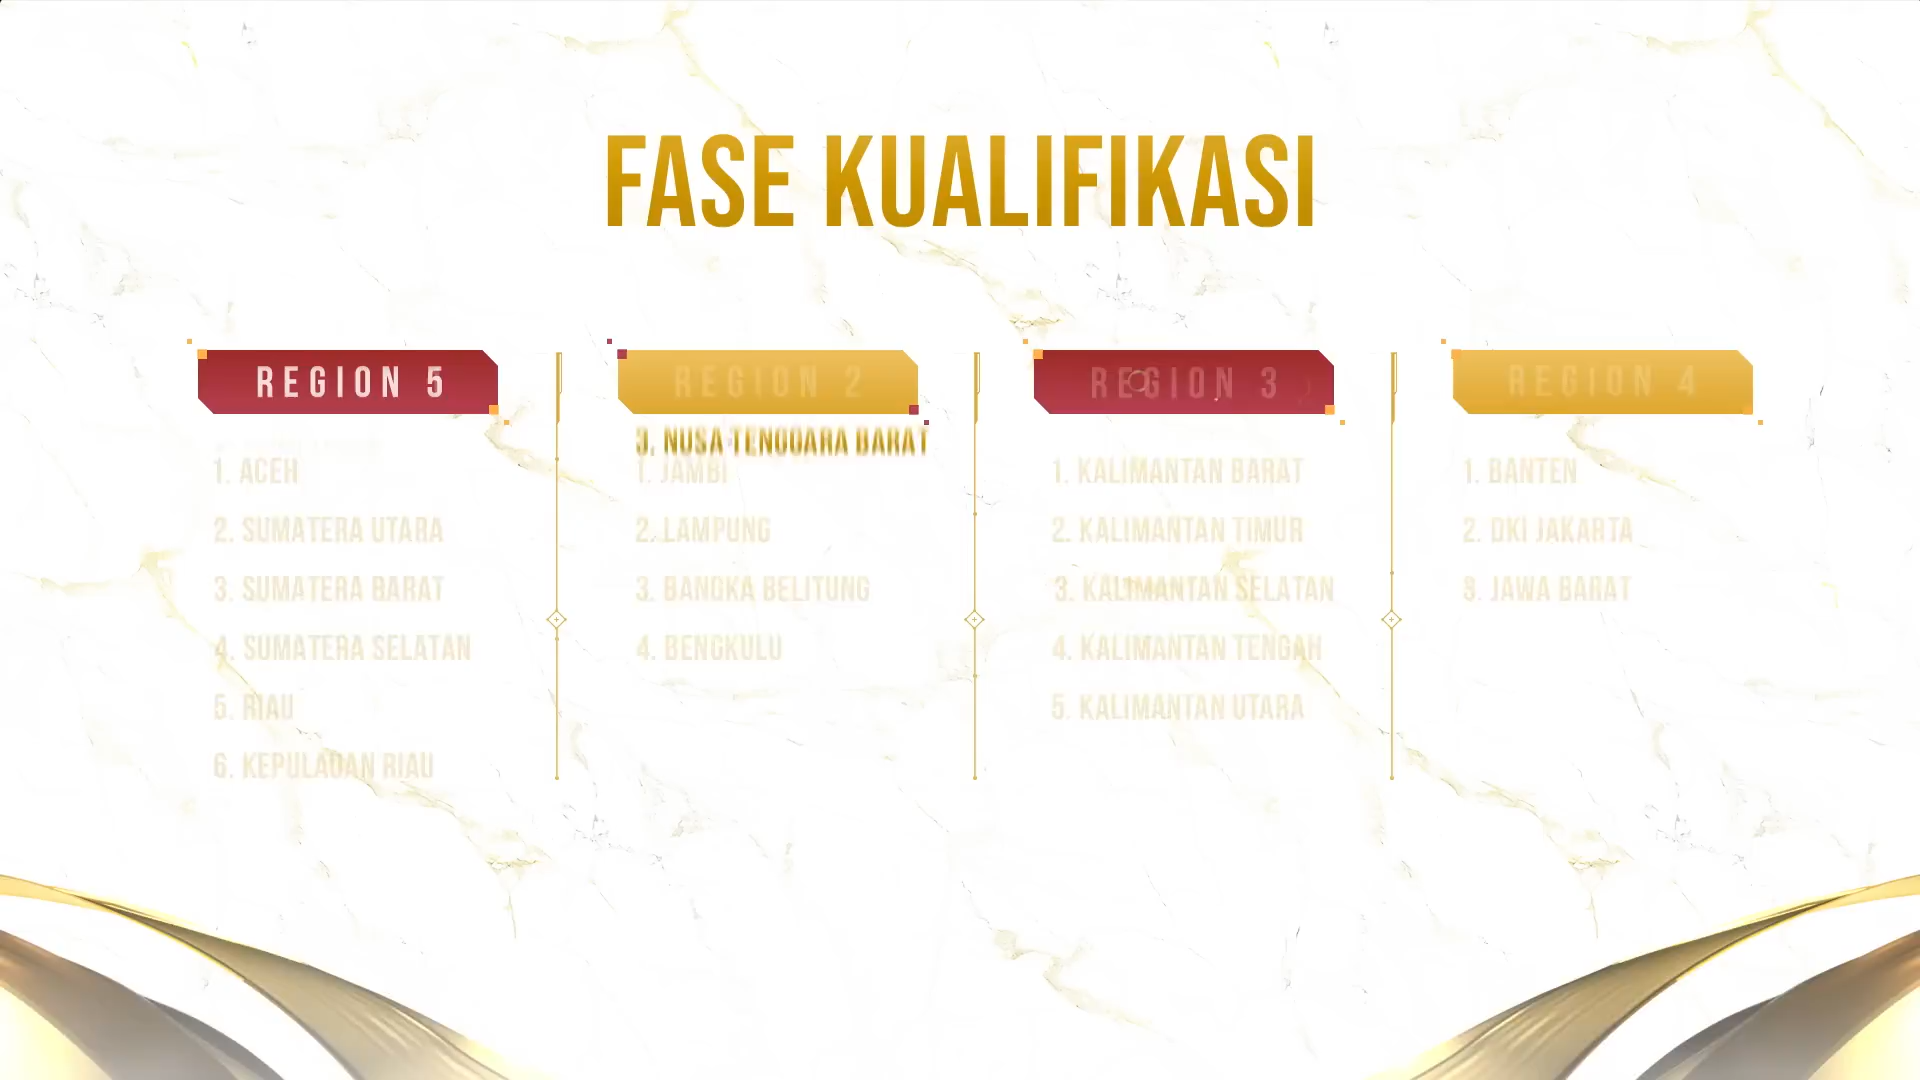 FASE KUALIFIKASI
REGION 5
1. ACEH
2. SUMATERA UTARA
3. SUMATERA BARAT
4. SUMATERA SELATAN
5. RIAU
6. KEPULAUAN RIAU
REGION 2
3. NUSA TENGGARA BARAT
1. JAMBI
2. LAMPUNG
3. BANGKA BELITUNG
4. BENGKULU
REGION 3
1. KALIMANTAN BARAT
2. KALIMANTAN TIMUR
3. KALIMANTAN SELATAN
4. KALIMANTAN TENGAH
5. KALIMANTAN UTARA
REGION 4
1. BANTEN
2. DKI JAKARTA
3. JAWA BARAT